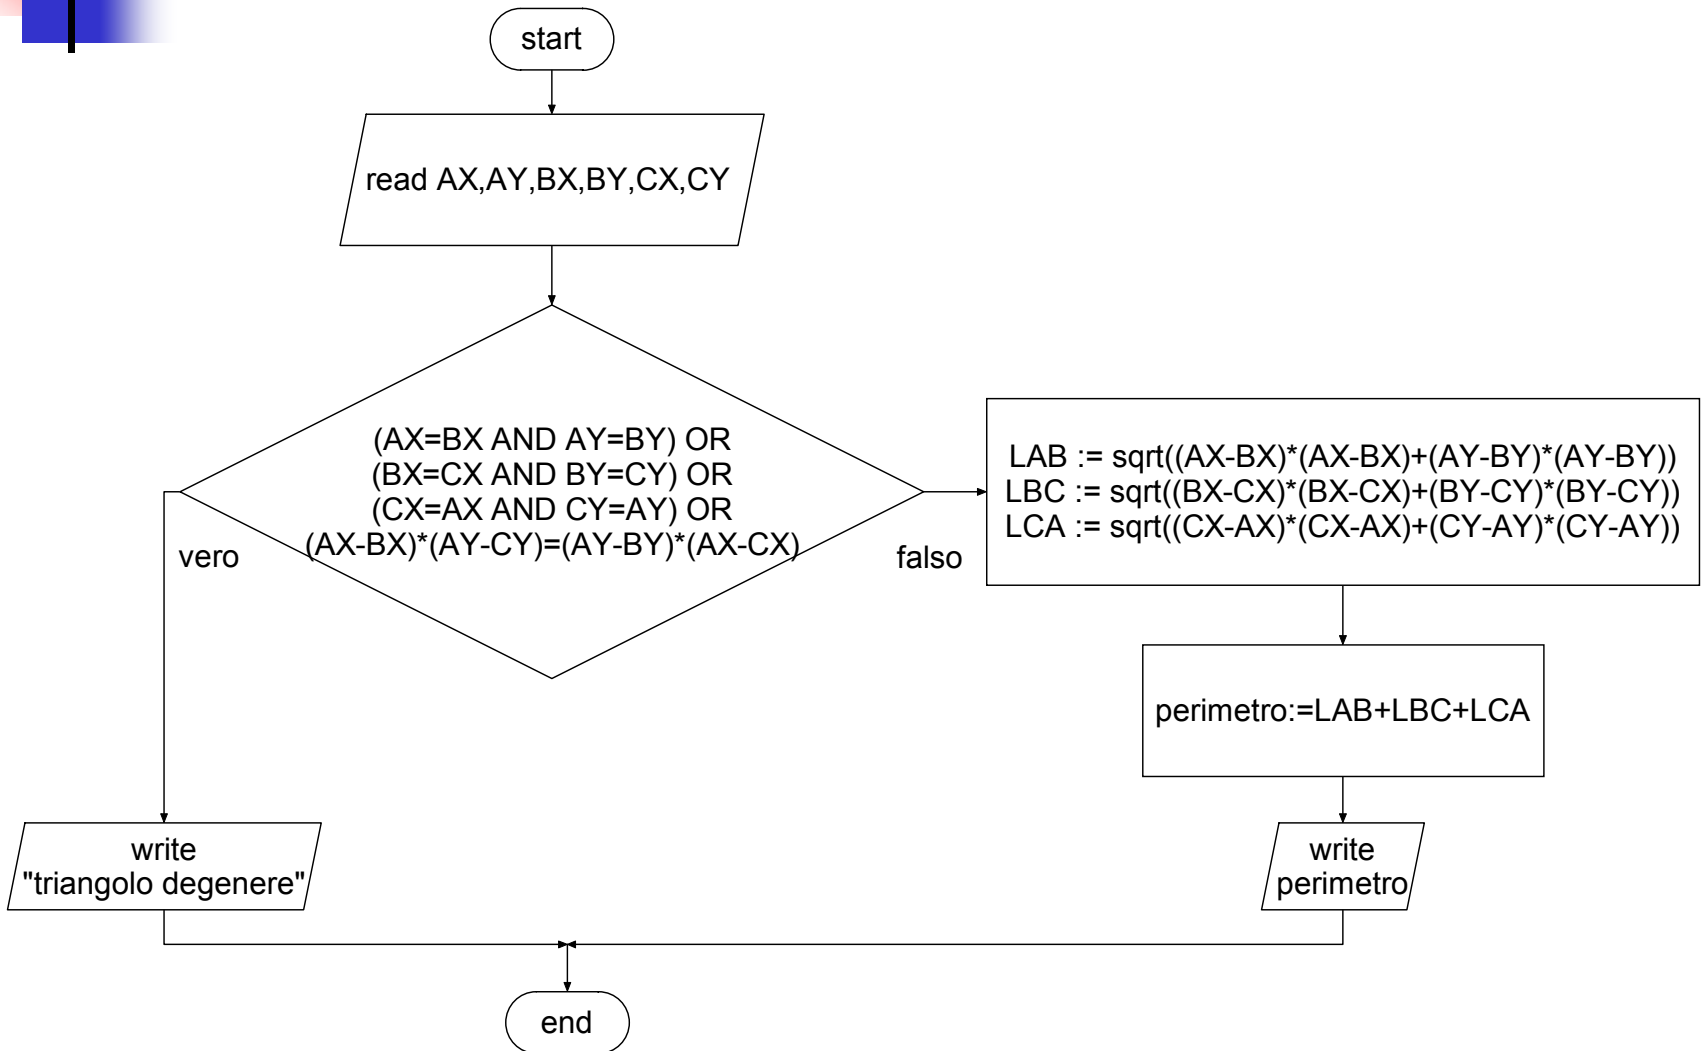 start
read AX,AY,BX,BY,CX,CY
(AX=BX AND AY=BY) OR
(BX=CX AND BY=CY) OR
(CX=AX AND CY=AY) OR
(AX-BX)*(AY-CY)=(AY-BY)*(AX-CX)
vero
falso
LAB := sqrt((AX-BX)*(AX-BX)+(AY-BY)*(AY-BY))
LBC := sqrt((BX-CX)*(BX-CX)+(BY-CY)*(BY-CY))
LCA := sqrt((CX-AX)*(CX-AX)+(CY-AY)*(CY-AY))
perimetro:=LAB+LBC+LCA
write
"triangolo degenere"
write
perimetro
end